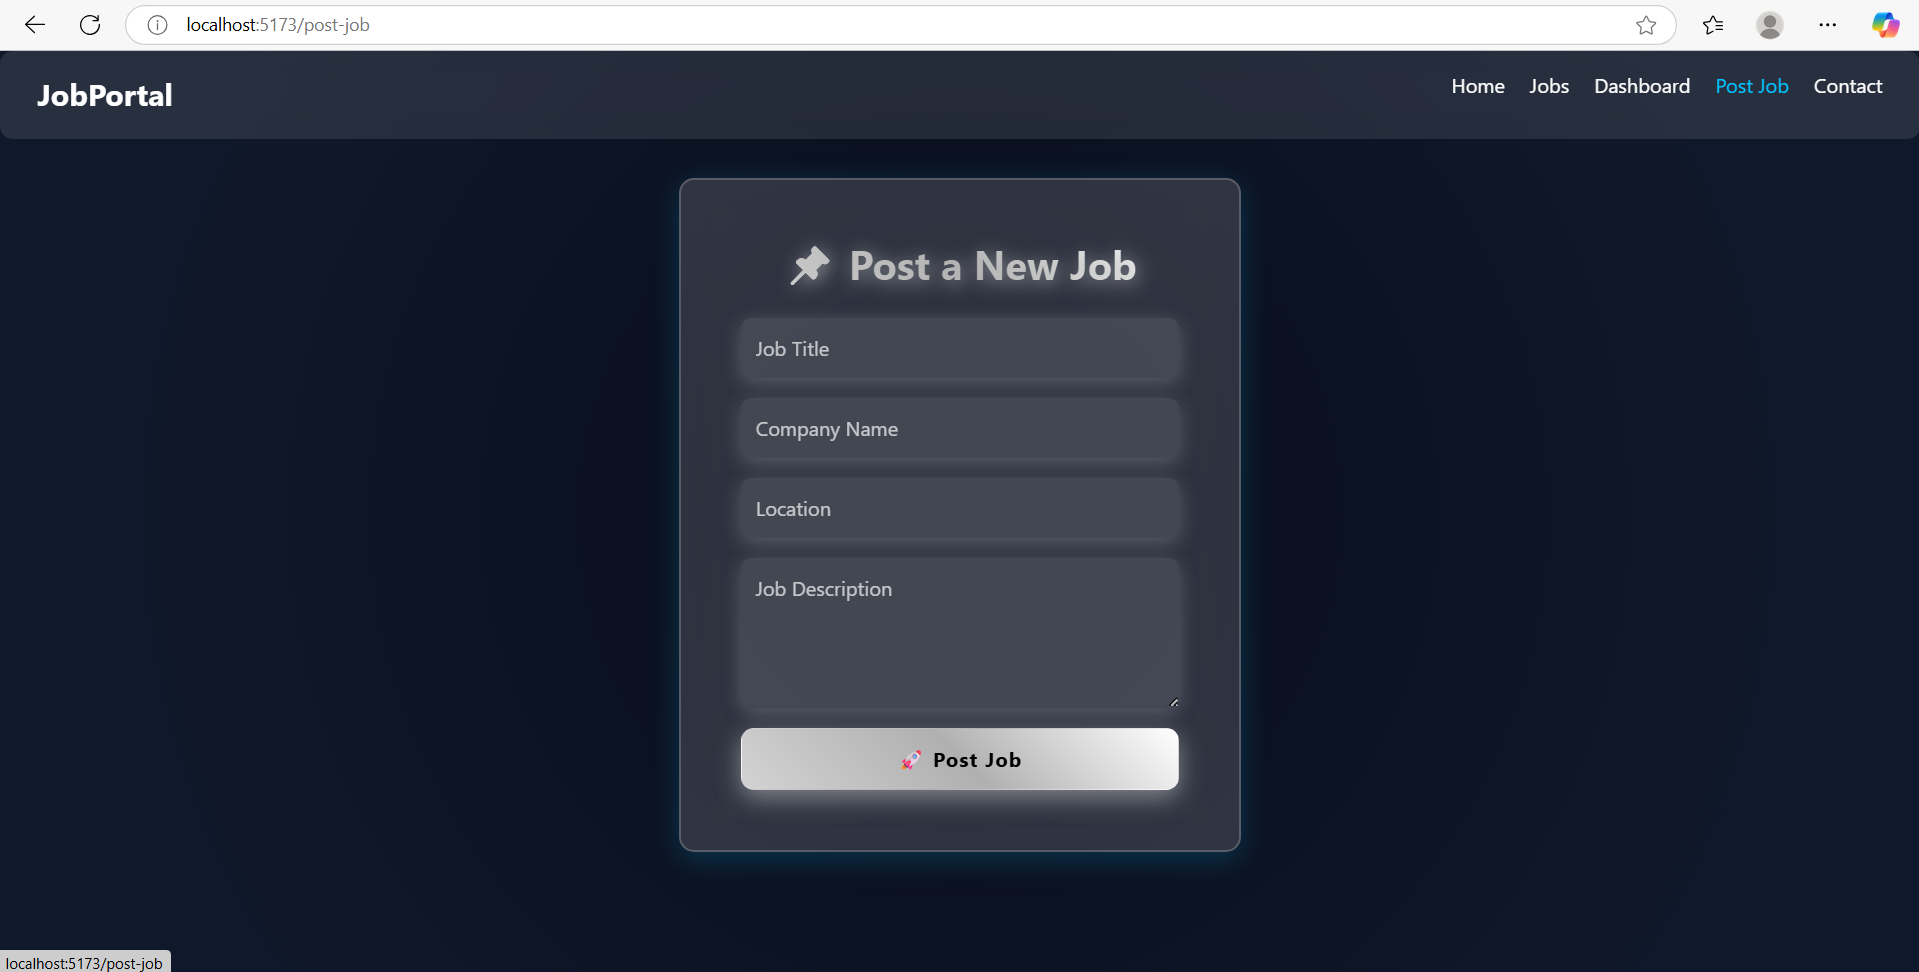 localhost:5173/post-job
JobPortal
Home Jobs Dashboard Post Job Contact
📌 Post a New Job
Job Title
Company Name
Location
Job Description
🚀 Post Job
localhost:5173/post-job